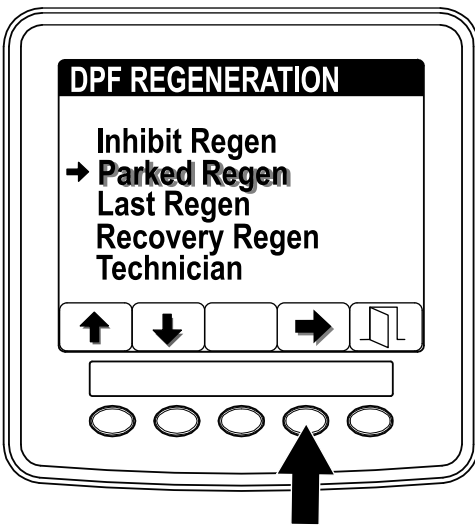 DPF REGENERATION
Inhibit Regen
Parked Regen
Last Regen
Recovery Regen
Technician